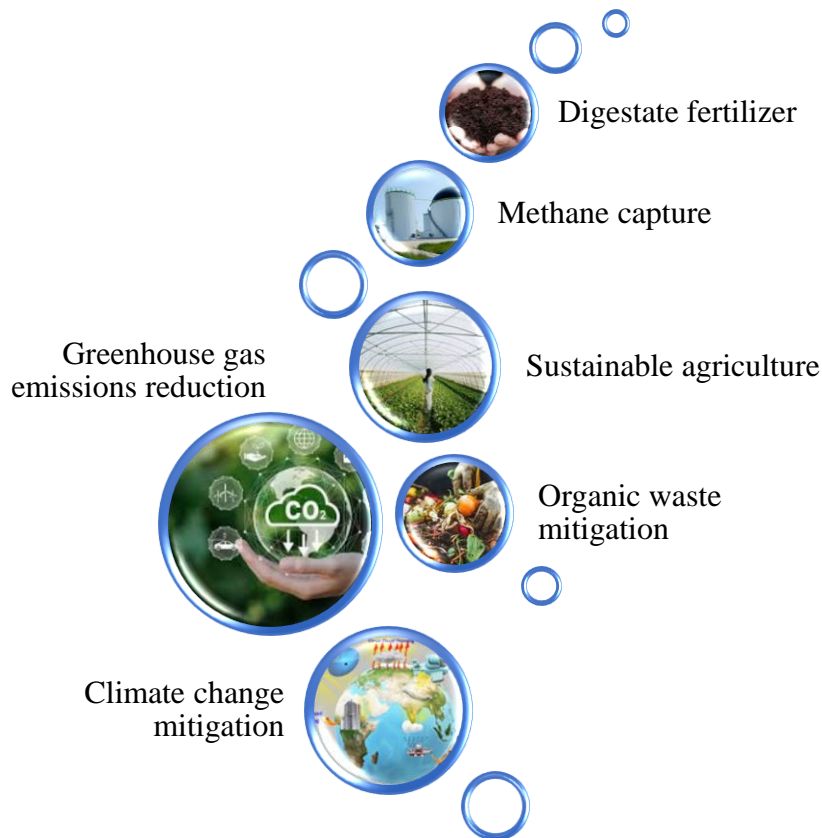 Digestate fertilizer
Methane capture
Greenhouse gas
emissions reduction
Sustainable agriculture
CO₂
Organic waste
mitigation
Climate change
mitigation